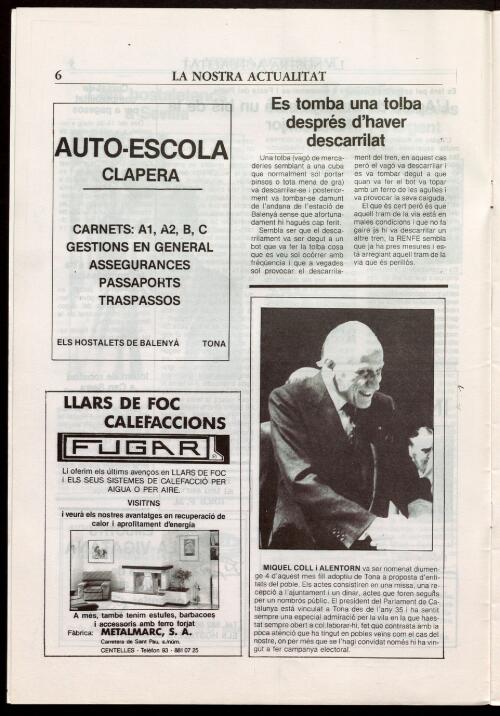 6
LA NOSTRA ACTUALITAT
AUTO-ESCOLA
CLAPERA
CARNETS: A1, A2, B, C
GESTIONS EN GENERAL
ASSEGURANCES
PASSAPORTS
TRASPASSOS
ELS HOSTALETS DE BALENYÀ TONA
LLARS DE FOC
CALEFACCIONS
FUGAR
Li oferim els últims avenços en LLARS DE FOC
i ELS SEUS SISTEMES DE CALEFACCIÓ PER
AIGUA O PER AIRE.
VISITI'NS
i veurà els nostres avantatges en recuperació de
calor i aprofitament d'energia
A més, també tenim estufes, barbacoes
i accessoris amb ferro forjat
Fàbrica: METALMARC, S. A.
Carretera de Sant Pau, s/núm.
CENTELLES - Telèfon 93 - 881 07 25
Es tomba una tolba
després d'haver
descarrilat
Una tolba (vagó de merca-
deries semblant a una cuba
que normalment sol portar
pinsos o tota mena de gra)
va descarrilar-se i posterior-
ment va tombar-se damunt
de l'andana de l'estació de
Balenyà sense que afortuna-
dament hi hagués cap ferit.
Sembla ser que el desca-
rrilament va ser degut a un
bot que va fer la tolba cosa
que es veu sol ocórrer amb
freqüència i que a vegades
sol provocar el descarrila-
ment del tren, en aquest cas
però el vagó va descarrilar i
es va tombar degut a que
quan va fer el bot va topar
amb un ferro de les agulles i
va provocar la seva caiguda.
El que és cert però és que
aquell tram de la via està en
males condicions i que no fa
gaire ja hi va descarrilar un
altre tren, la RENFE sembla
que ja ha pres mesures i es-
tà arreglant aquell tram de la
via que és perillós.
MIQUEL COLL i ALENTORN va ser nomenat diumen-
ge 4 d'aquest mes fill adoptiu de Tona a proposta d'enti-
tats del poble. Els actes consistiren en una missa, una re-
cepció a l'ajuntament i un dinar, actes que foren seguits
per un nombrós públic. El president del Parlament de Ca-
talunya està vinculat a Tona des de l'any 35 i ha sentit
sempre una especial admiració per la vila en la que haes-
tat sempre obert a col.laborar-hi, fet que contrasta amb la
poca atenció que ha tingut en pobles veïns com el cas del
nostre, on per més que se l'hagi convidat només hi ha vin-
gut a fer campanya electoral.